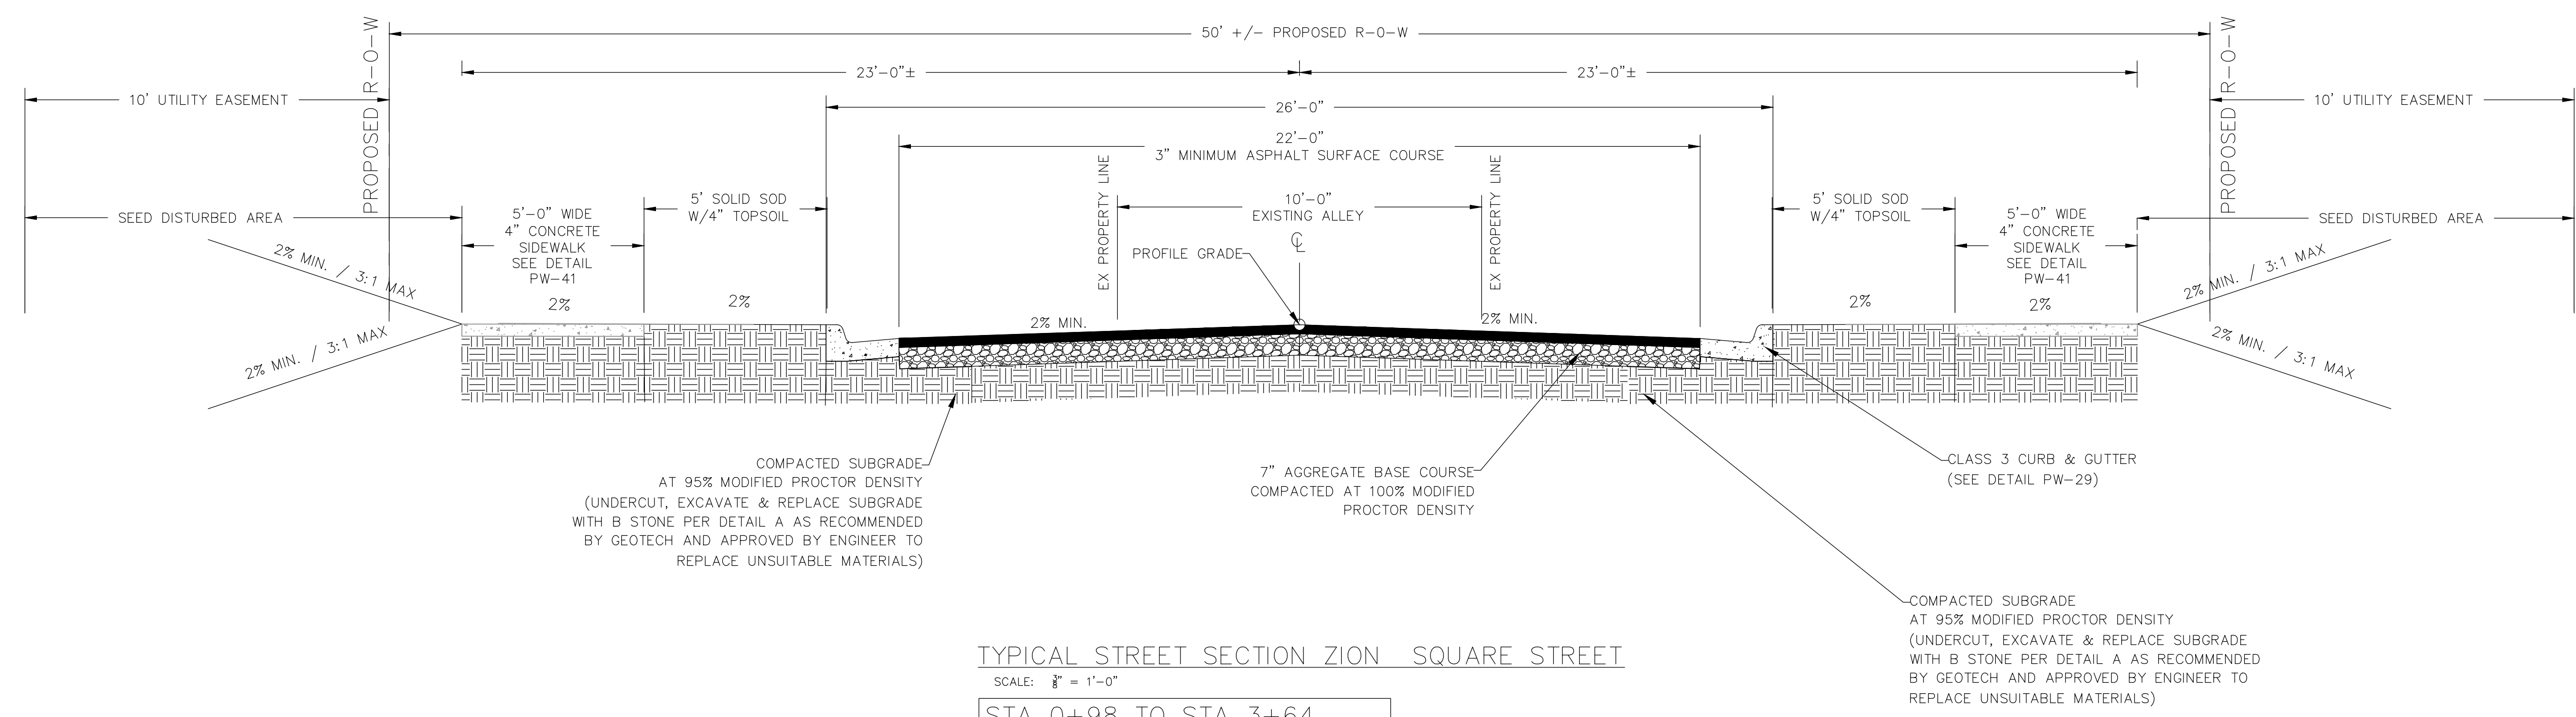 50' +/- PROPOSED R-O-W
PROPOSED R-O-W
PROPOSED R-O-W
23'-0"±
23'-0"±
10' UTILITY EASEMENT
10' UTILITY EASEMENT
26'-0"
22'-0"
3" MINIMUM ASPHALT SURFACE COURSE
EX PROPERTY LINE
EX PROPERTY LINE
10'-0"
EXISTING ALLEY
℄
PROFILE GRADE
SEED DISTURBED AREA
5'-0" WIDE
4" CONCRETE
SIDEWALK
SEE DETAIL
PW-41
2%
5' SOLID SOD
W/4" TOPSOIL
2%
5' SOLID SOD
W/4" TOPSOIL
2%
5'-0" WIDE
4" CONCRETE
SIDEWALK
SEE DETAIL
PW-41
2%
SEED DISTURBED AREA
2% MIN. / 3:1 MAX
2% MIN. / 3:1 MAX
2% MIN.
2% MIN.
2% MIN. / 3:1 MAX
2% MIN. / 3:1 MAX
COMPACTED SUBGRADE
AT 95% MODIFIED PROCTOR DENSITY
(UNDERCUT, EXCAVATE & REPLACE SUBGRADE
WITH B STONE PER DETAIL A AS RECOMMENDED
BY GEOTECH AND APPROVED BY ENGINEER TO
REPLACE UNSUITABLE MATERIALS)
7" AGGREGATE BASE COURSE
COMPACTED AT 100% MODIFIED
PROCTOR DENSITY
CLASS 3 CURB & GUTTER
(SEE DETAIL PW-29)
COMPACTED SUBGRADE
AT 95% MODIFIED PROCTOR DENSITY
(UNDERCUT, EXCAVATE & REPLACE SUBGRADE
WITH B STONE PER DETAIL A AS RECOMMENDED
BY GEOTECH AND APPROVED BY ENGINEER TO
REPLACE UNSUITABLE MATERIALS)
TYPICAL STREET SECTION ZION SQUARE STREET
SCALE: ⅜" = 1'-0"
STA 0+98 TO STA 3+64